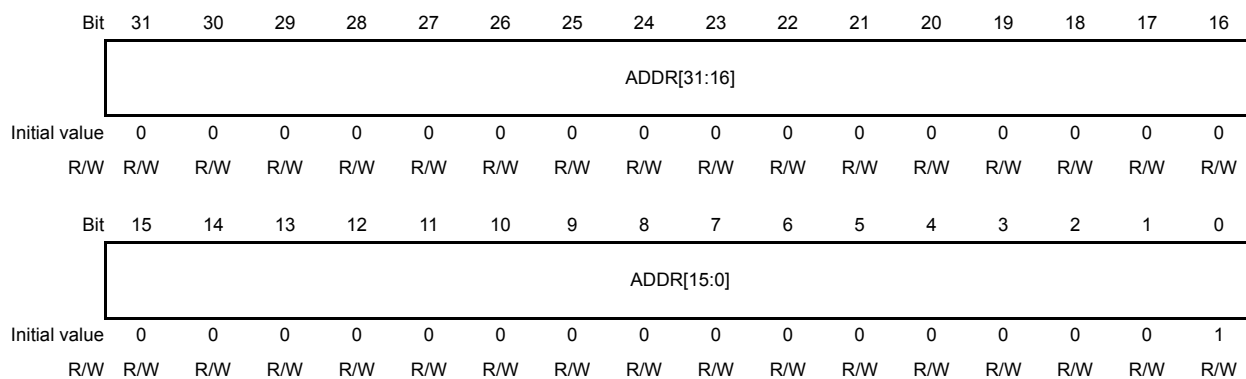 Bit 31 30 29 28 27 26 25 24 23 22 21 20 19 18 17 16
ADDR[31:16]
Initial value 0 0 0 0 0 0 0 0 0 0 0 0 0 0 0 0
R/W R/W R/W R/W R/W R/W R/W R/W R/W R/W R/W R/W R/W R/W R/W R/W R/W
Bit 15 14 13 12 11 10 9 8 7 6 5 4 3 2 1 0
ADDR[15:0]
Initial value 0 0 0 0 0 0 0 0 0 0 0 0 0 0 0 1
R/W R/W R/W R/W R/W R/W R/W R/W R/W R/W R/W R/W R/W R/W R/W R/W R/W